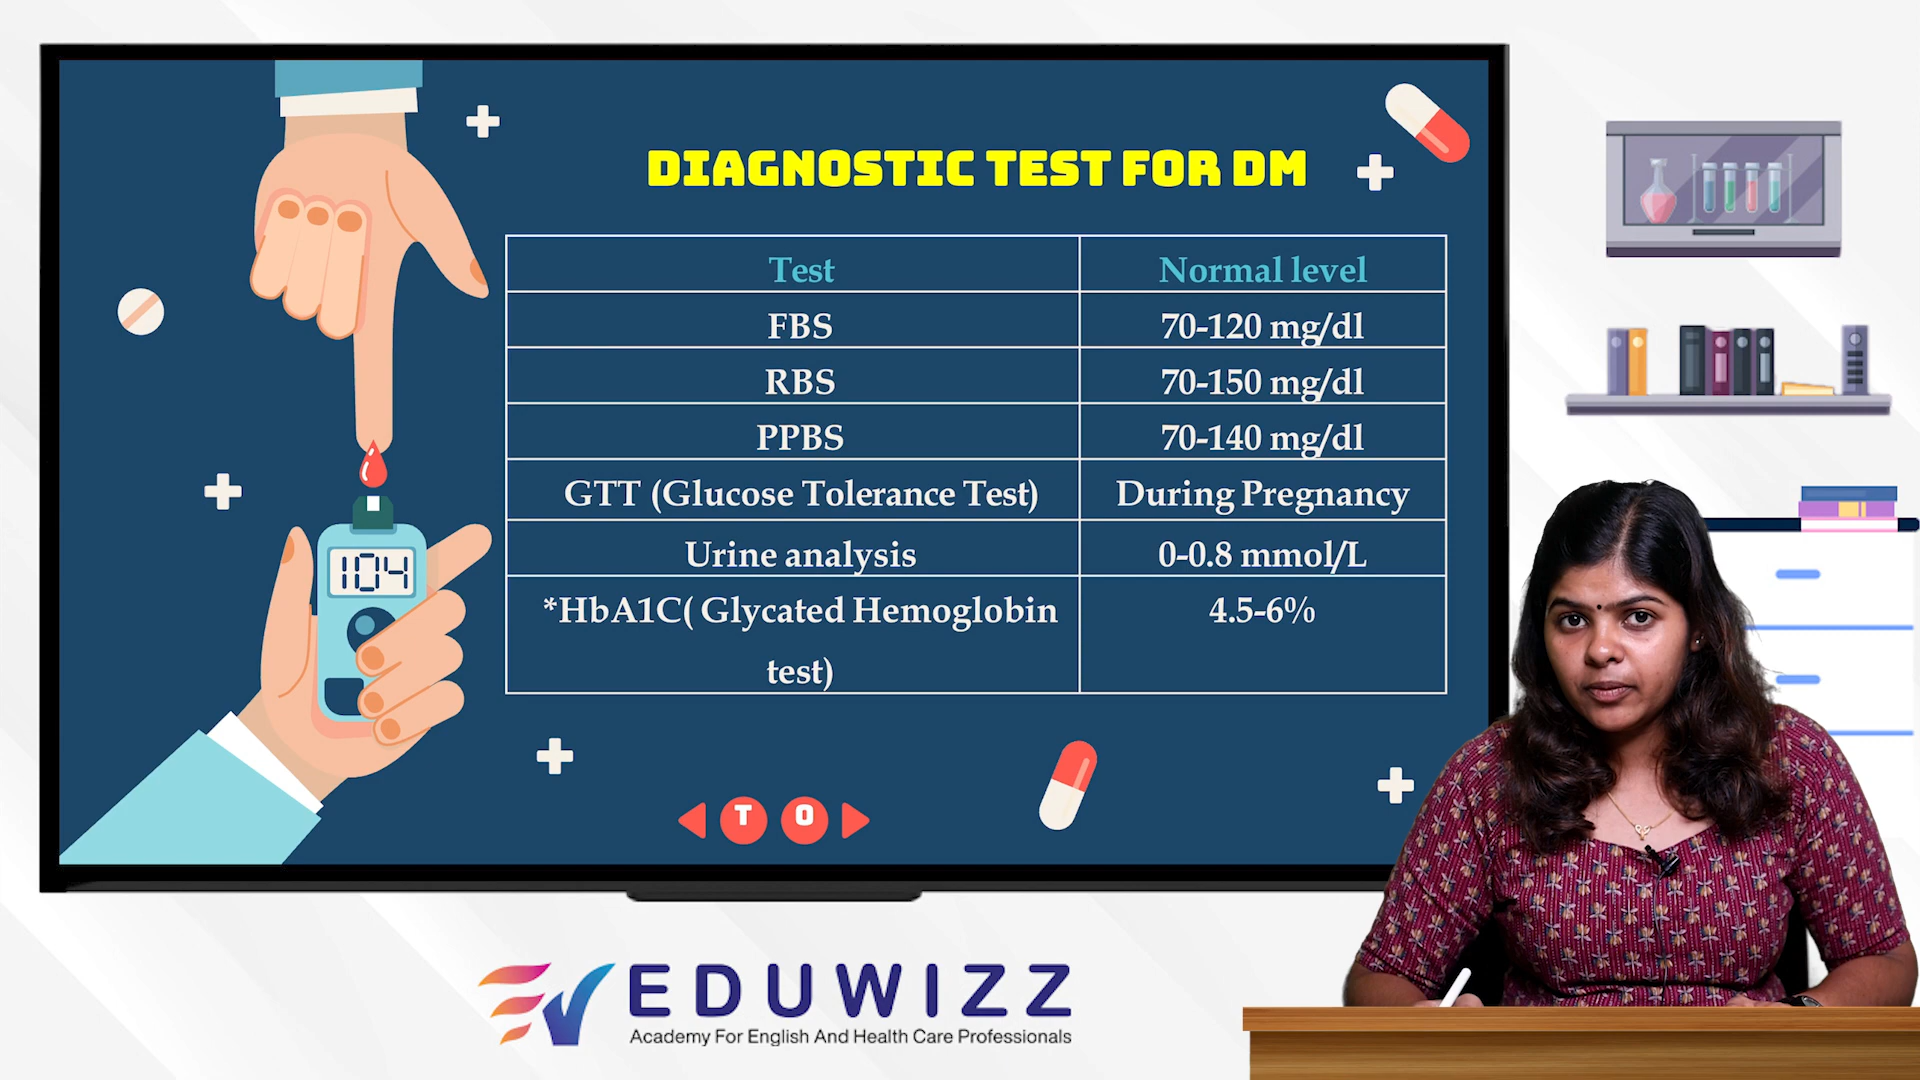 DIAGNOSTIC TEST FOR DM
Test Normal level
FBS 70-120 mg/dl
RBS 70-150 mg/dl
PPBS 70-140 mg/dl
GTT (Glucose Tolerance Test) During Pregnancy
Urine analysis 0-0.8 mmol/L
*HbA1C( Glycated Hemoglobin 4.5-6%
test)
104
T O
EDUWIZZ
Academy For English And Health Care Professionals